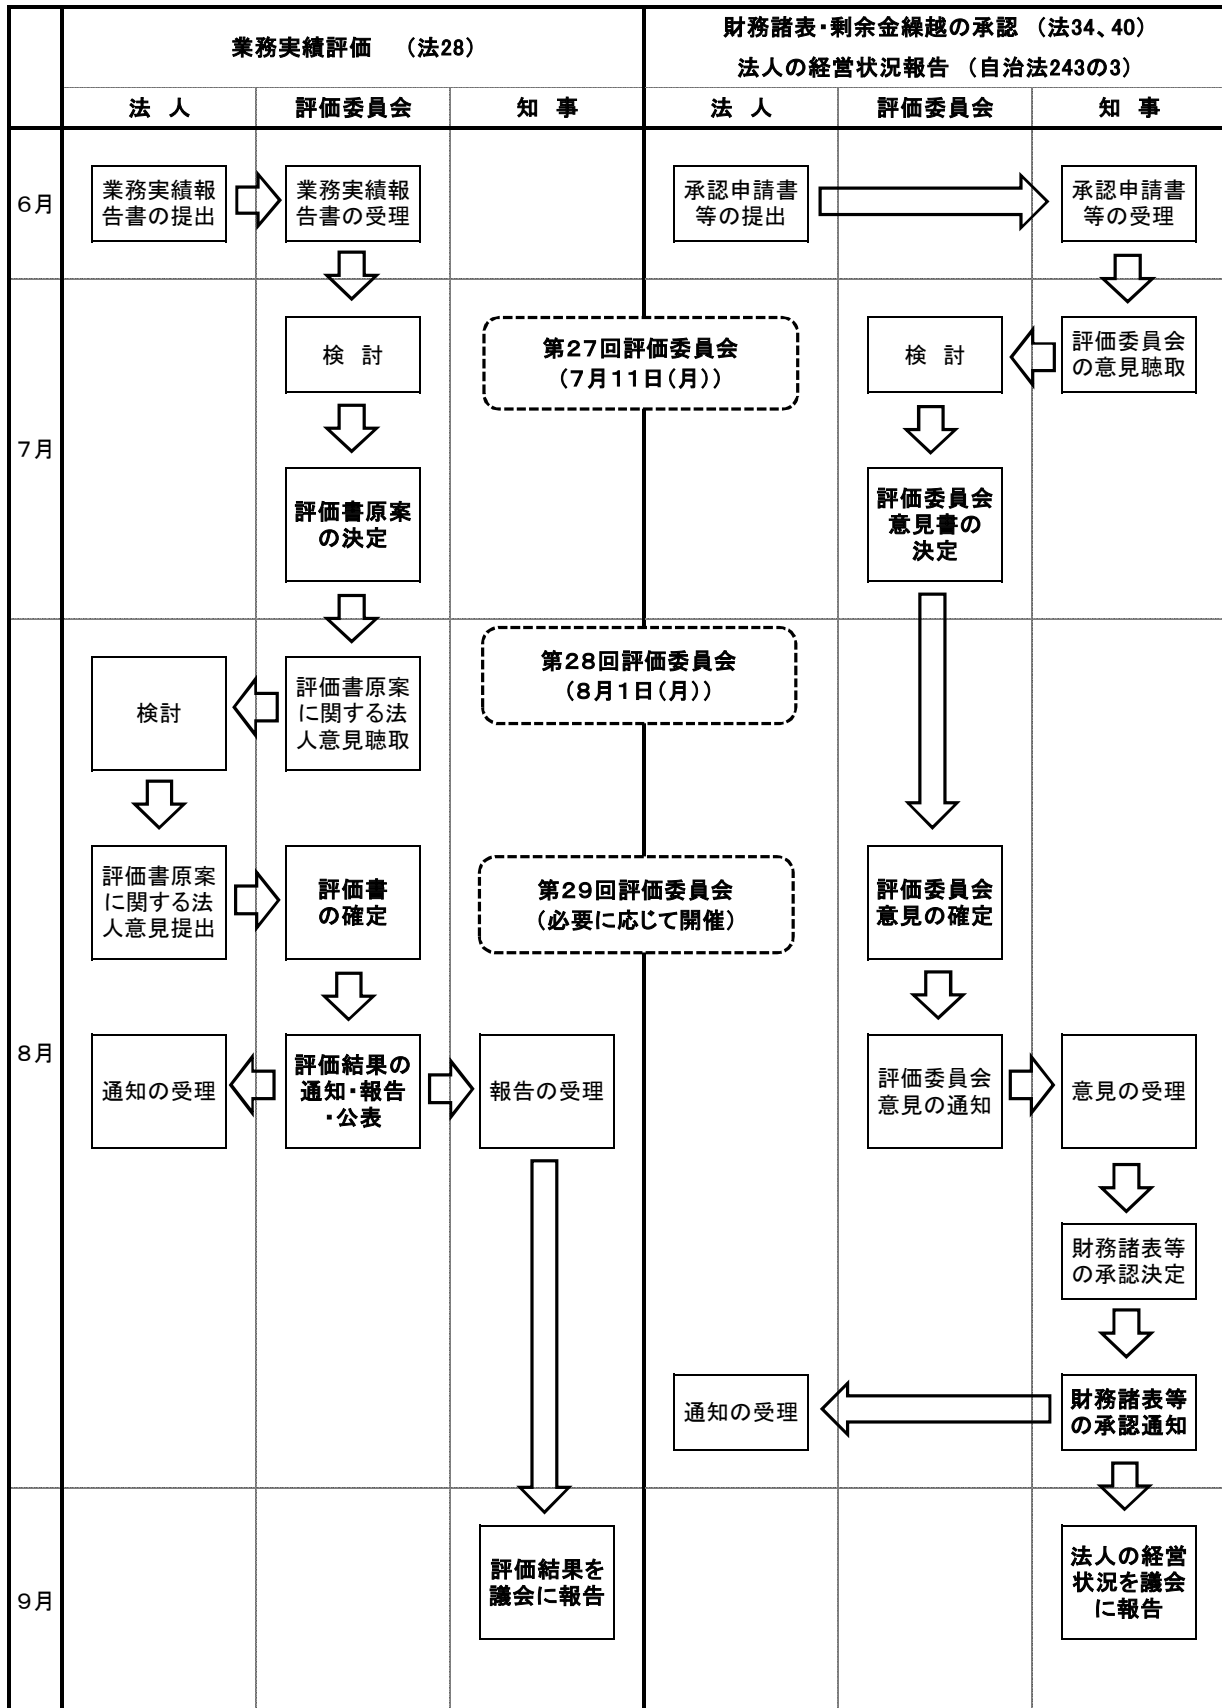 業務実績評価 （法28）
財務諸表・剰余金繰越の承認 （法34、40）
法人の経営状況報告 （自治法243の3）
法 人
評価委員会
知 事
法 人
評価委員会
知 事
6月
業務実績報
告書の提出
業務実績報
告書の受理
承認申請書
等の提出
承認申請書
等の受理
7月
検 討
第27回評価委員会
（7月11日（月））
検 討
評価委員会
の意見聴取
評価書原案
の決定
評価委員会
意見書の
決定
8月
検討
評価書原案
に関する法
人意見聴取
第28回評価委員会
（8月1日（月））
評価書原案
に関する法
人意見提出
評価書
の確定
第29回評価委員会
（必要に応じて開催）
評価委員会
意見の確定
通知の受理
評価結果の
通知・報告
・公表
報告の受理
評価委員会
意見の通知
意見の受理
財務諸表等
の承認決定
通知の受理
財務諸表等
の承認通知
9月
評価結果を
議会に報告
法人の経営
状況を議会
に報告